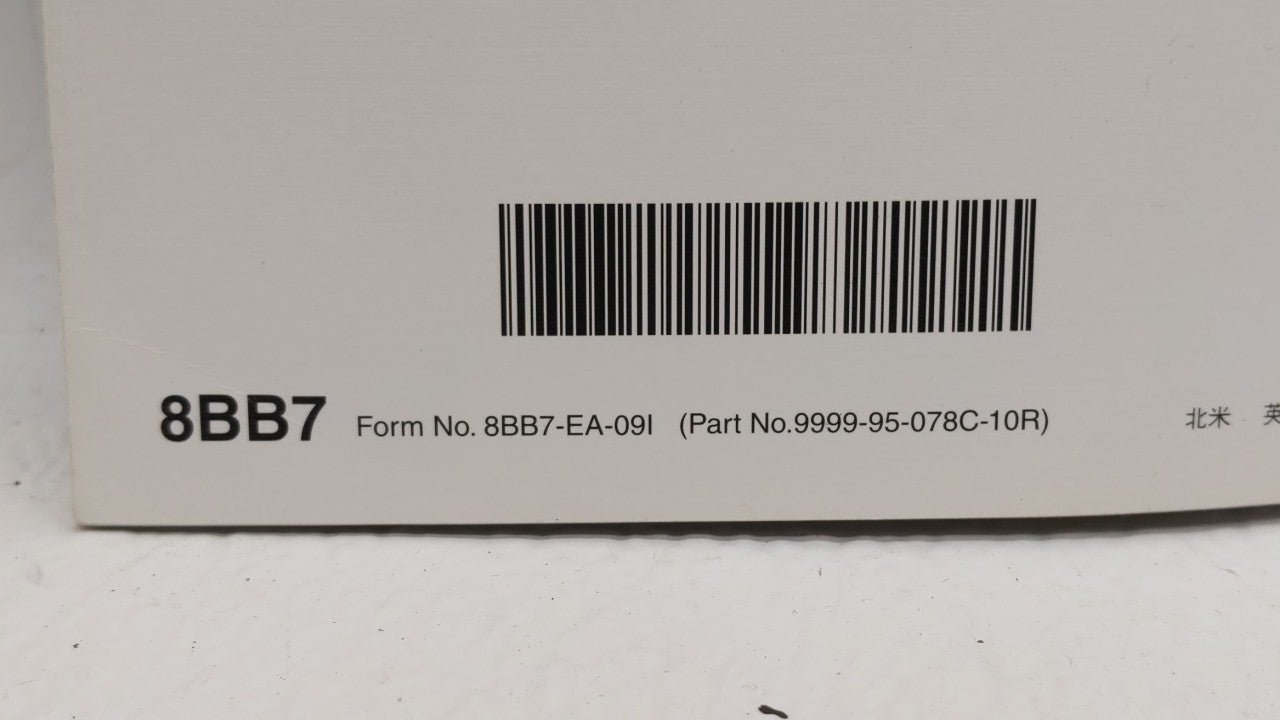 8BB7 Form No. 8BB7-EA-09I (Part No.9999-95-078C-10R) 北米 英